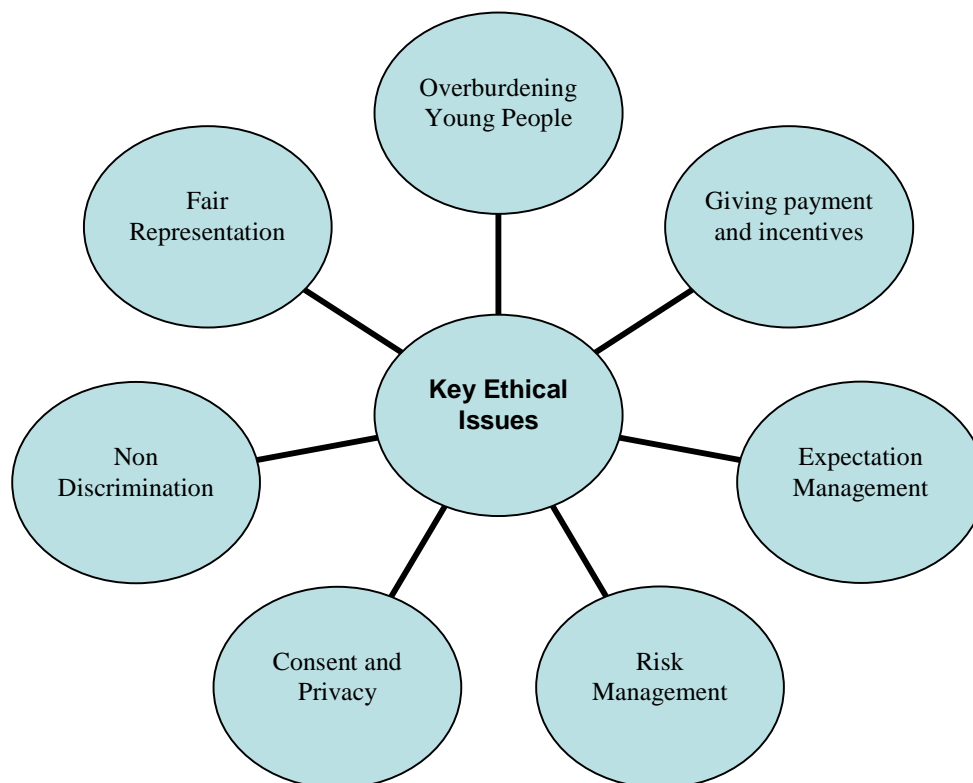 Overburdening
Young People
Fair
Representation
Giving payment
and incentives
Key Ethical
Issues
Non
Discrimination
Expectation
Management
Consent and
Privacy
Risk
Management